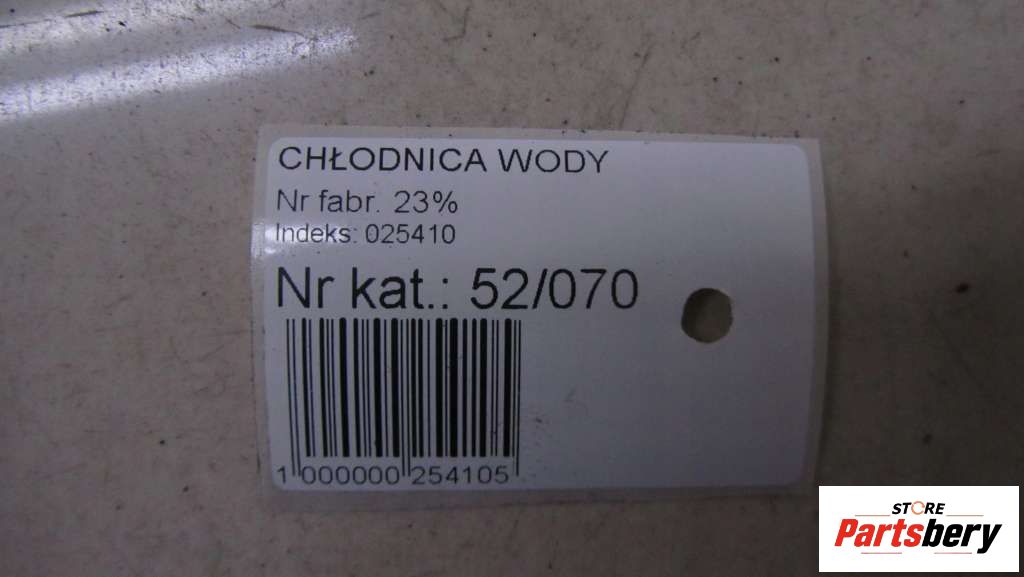 CHŁODNICA WODY
Nr fabr. 23%
Indeks: 025410
Nr kat.: 52/070
1 000000 254105
STORE
Partsbery